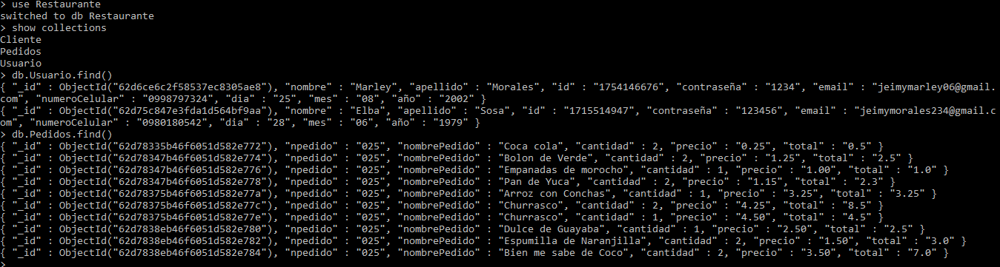 > use Restaurante
switched to db Restaurante
> show collections
Cliente
Pedidos
Usuario
> db.Usuario.find()
{ "_id" : ObjectId("62d6ce6c2f58537ec8305ae8"), "nombre" : "Marley", "apellido" : "Morales", "id" : "1754146676", "contraseña" : "1234", "email" : "jeimymarley06@gmail.
com", "numeroCelular" : "0998797324", "dia" : "25", "mes" : "08", "año" : "2002" }
{ "_id" : ObjectId("62d75c847e3fda1d564bf9aa"), "nombre" : "Elba", "apellido" : "Sosa", "id" : "1715514947", "contraseña" : "123456", "email" : "jeimymorales234@gmail.c
om", "numeroCelular" : "0980180542", "dia" : "28", "mes" : "06", "año" : "1979" }
> db.Pedidos.find()
{ "_id" : ObjectId("62d78335b46f6051d582e772"), "npedido" : "025", "nombrePedido" : "Coca cola", "cantidad" : 2, "precio" : "0.25", "total" : "0.5" }
{ "_id" : ObjectId("62d78347b46f6051d582e774"), "npedido" : "025", "nombrePedido" : "Bolon de Verde", "cantidad" : 2, "precio" : "1.25", "total" : "2.5" }
{ "_id" : ObjectId("62d78347b46f6051d582e776"), "npedido" : "025", "nombrePedido" : "Empanadas de morocho", "cantidad" : 1, "precio" : "1.00", "total" : "1.0" }
{ "_id" : ObjectId("62d78347b46f6051d582e778"), "npedido" : "025", "nombrePedido" : "Pan de Yuca", "cantidad" : 2, "precio" : "1.15", "total" : "2.3" }
{ "_id" : ObjectId("62d78375b46f6051d582e77a"), "npedido" : "025", "nombrePedido" : "Arroz con Conchas", "cantidad" : 1, "precio" : "3.25", "total" : "3.25" }
{ "_id" : ObjectId("62d78375b46f6051d582e77c"), "npedido" : "025", "nombrePedido" : "Churrasco", "cantidad" : 2, "precio" : "4.25", "total" : "8.5" }
{ "_id" : ObjectId("62d78375b46f6051d582e77e"), "npedido" : "025", "nombrePedido" : "Churrasco", "cantidad" : 1, "precio" : "4.50", "total" : "4.5" }
{ "_id" : ObjectId("62d7838eb46f6051d582e780"), "npedido" : "025", "nombrePedido" : "Dulce de Guayaba", "cantidad" : 1, "precio" : "2.50", "total" : "2.5" }
{ "_id" : ObjectId("62d7838eb46f6051d582e782"), "npedido" : "025", "nombrePedido" : "Espumilla de Naranjilla", "cantidad" : 2, "precio" : "1.50", "total" : "3.0" }
{ "_id" : ObjectId("62d7838eb46f6051d582e784"), "npedido" : "025", "nombrePedido" : "Bien me sabe de Coco", "cantidad" : 2, "precio" : "3.50", "total" : "7.0" }
>